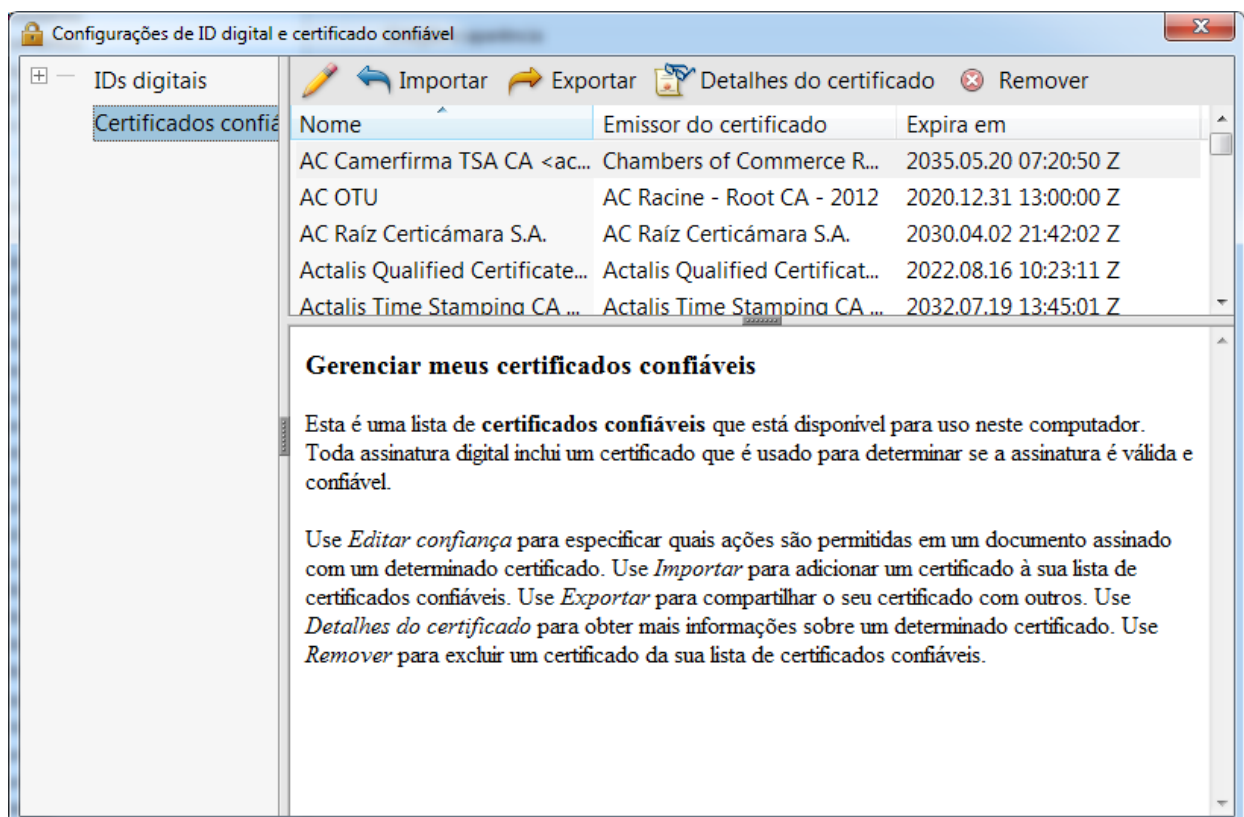 Configurações de ID digital e certificado confiável
IDs digitais
Certificados confiá
Importar Exportar Detalhes do certificado Remover
Nome Emissor do certificado Expira em
AC Camerfirma TSA CA <ac... Chambers of Commerce R... 2035.05.20 07:20:50 Z
AC OTU AC Racine - Root CA - 2012 2020.12.31 13:00:00 Z
AC Raíz Certicámara S.A. AC Raíz Certicámara S.A. 2030.04.02 21:42:02 Z
Actalis Qualified Certificate... Actalis Qualified Certificat... 2022.08.16 10:23:11 Z
Actalis Time Stamping CA ... Actalis Time Stamping CA ... 2032.07.19 13:45:01 Z
Gerenciar meus certificados confiáveis
Esta é uma lista de certificados confiáveis que está disponível para uso neste computador.
Toda assinatura digital inclui um certificado que é usado para determinar se a assinatura é válida e
confiável.
Use Editar confiança para especificar quais ações são permitidas em um documento assinado
com um determinado certificado. Use Importar para adicionar um certificado à sua lista de
certificados confiáveis. Use Exportar para compartilhar o seu certificado com outros. Use
Detalhes do certificado para obter mais informações sobre um determinado certificado. Use
Remover para excluir um certificado da sua lista de certificados confiáveis.